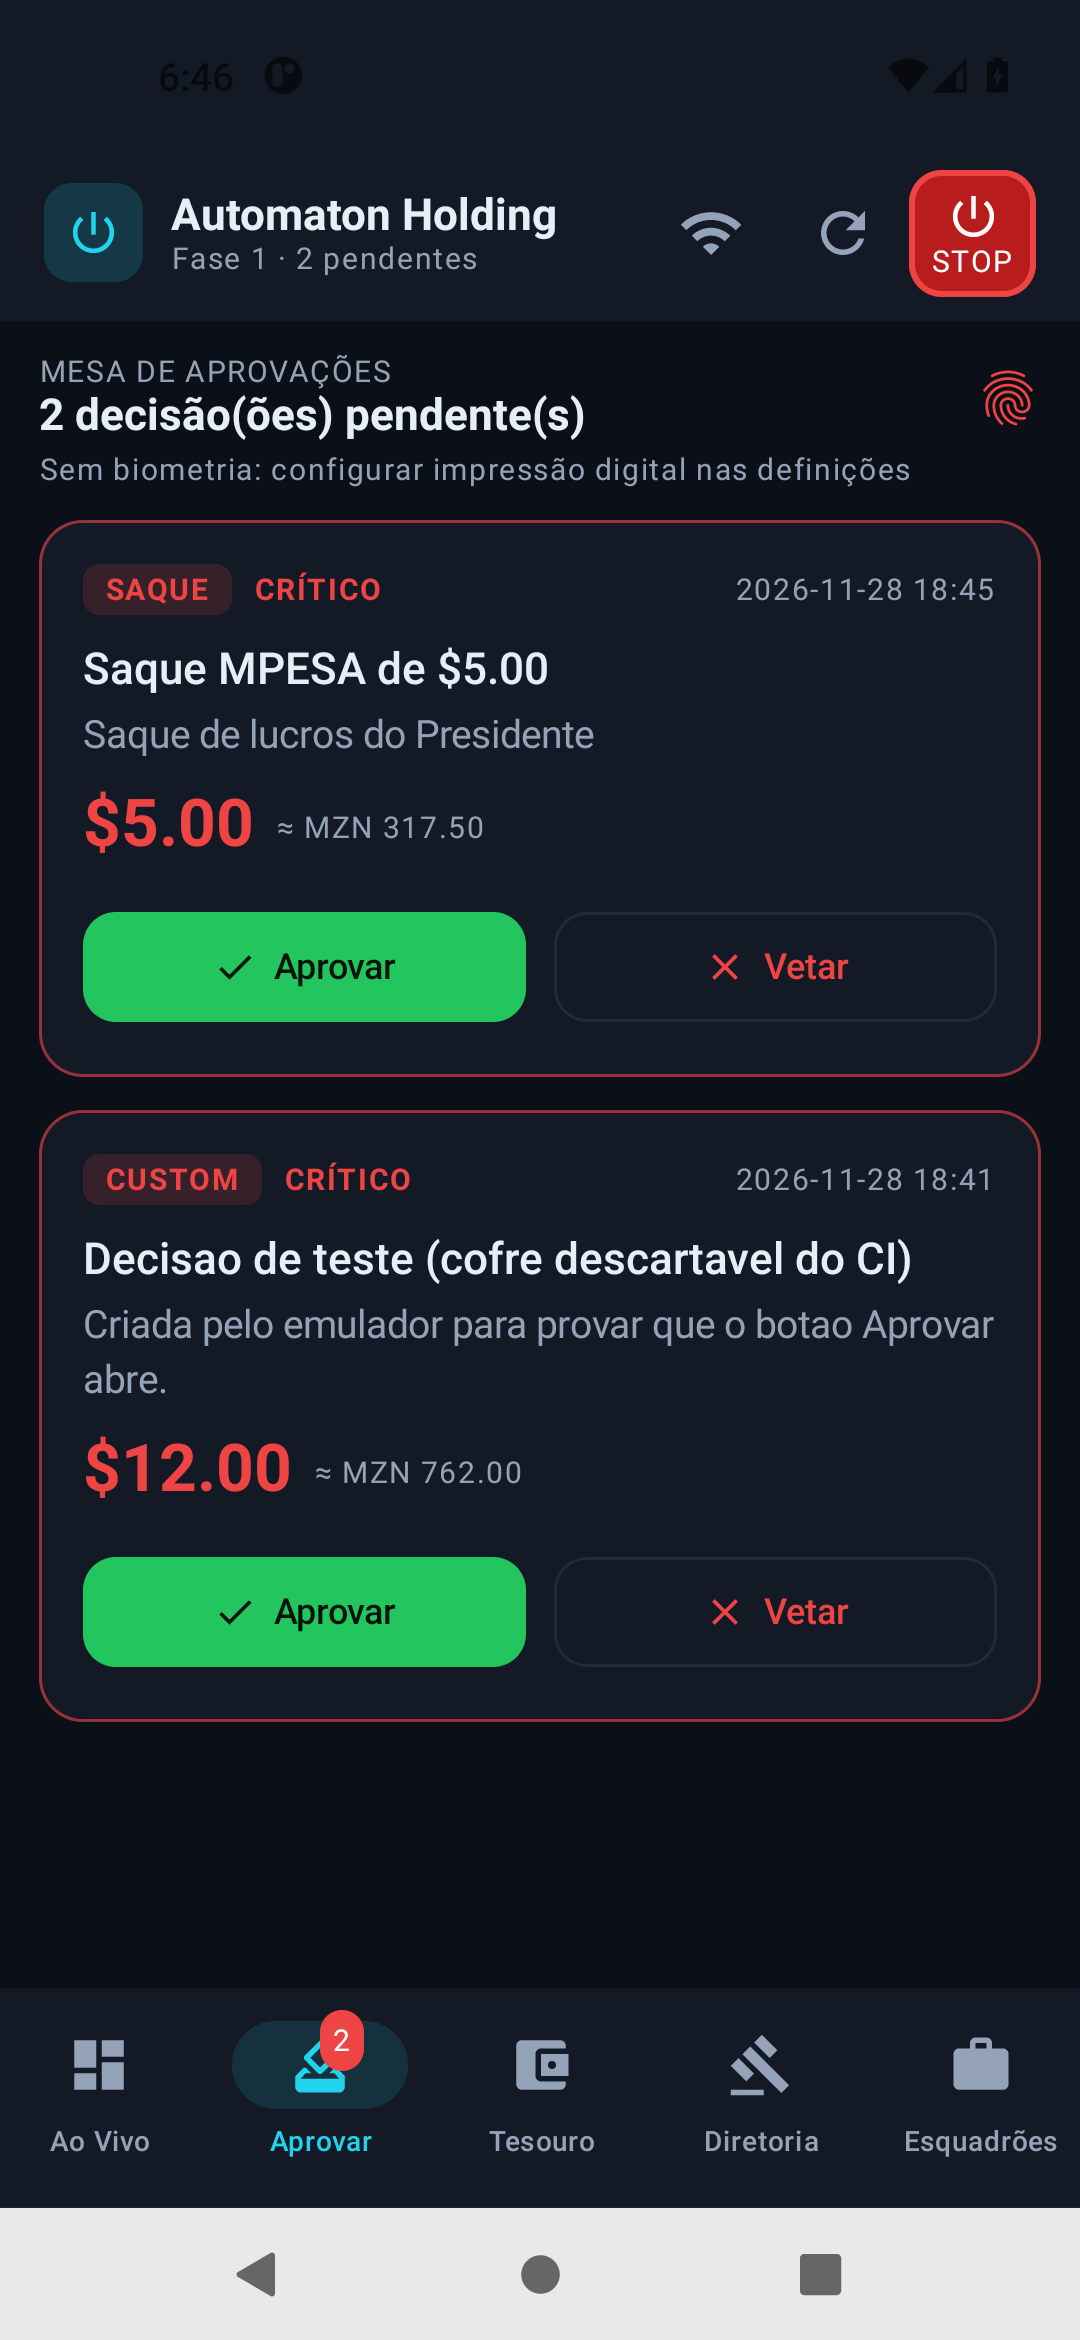 6:46
Automaton Holding
Fase 1 · 2 pendentes
STOP
MESA DE APROVAÇÕES
2 decisão(ões) pendente(s)
Sem biometria: configurar impressão digital nas definições
SAQUE CRÍTICO 2026-11-28 18:45
Saque MPESA de $5.00
Saque de lucros do Presidente
$5.00 ≈ MZN 317.50
Aprovar Vetar
CUSTOM CRÍTICO 2026-11-28 18:41
Decisao de teste (cofre descartavel do CI)
Criada pelo emulador para provar que o botao Aprovar
abre.
$12.00 ≈ MZN 762.00
Aprovar Vetar
2
Ao Vivo Aprovar Tesouro Diretoria Esquadrões